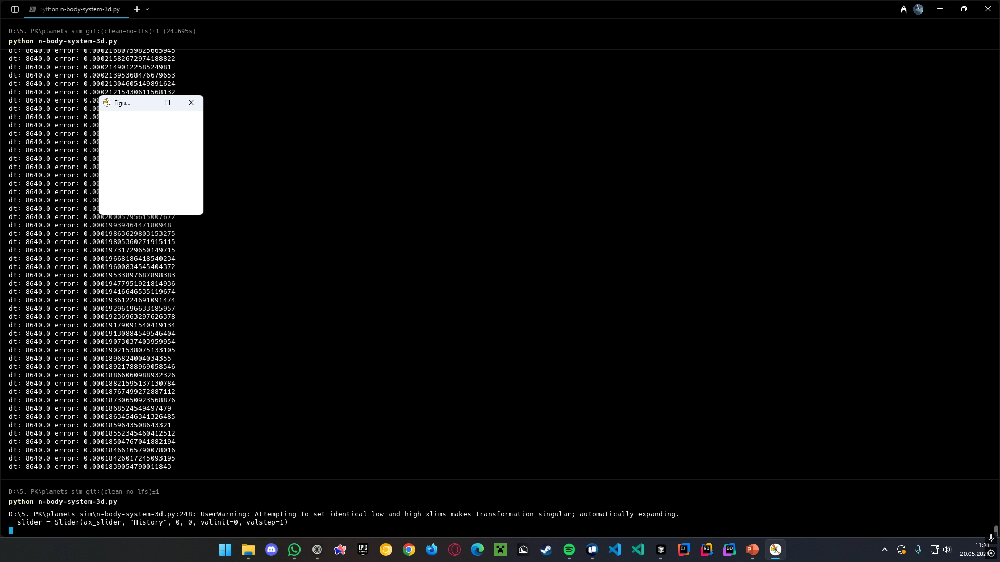 python n-body-system-3d.py
D:\5. PK\planets sim git:(clean-no-lfs)±1 (24.695s)
python n-body-system-3d.py
dt: 8640.0 error: 0.00021680759825665945
dt: 8640.0 error: 0.00021582672974188822
dt: 8640.0 error: 0.0002149012258524981
dt: 8640.0 error: 0.00021395368476679653
dt: 8640.0 error: 0.00021304605149891624
dt: 8640.0 error: 0.00021215430611568132
dt: 8640.0 error: 0.00
Figu...
dt: 8640.0 error: 0.00
dt: 8640.0 error: 0.00
dt: 8640.0 error: 0.00
dt: 8640.0 error: 0.00
dt: 8640.0 error: 0.00
dt: 8640.0 error: 0.00
dt: 8640.0 error: 0.00
dt: 8640.0 error: 0.00
dt: 8640.0 error: 0.00
dt: 8640.0 error: 0.00
dt: 8640.0 error: 0.00
dt: 8640.0 error: 0.00
dt: 8640.0 error: 0.00
dt: 8640.0 error: 0.00020005795615007672
dt: 8640.0 error: 0.0001993946447180948
dt: 8640.0 error: 0.00019863629803153275
dt: 8640.0 error: 0.00019805360271915115
dt: 8640.0 error: 0.00019731729650149715
dt: 8640.0 error: 0.00019668186418540234
dt: 8640.0 error: 0.00019600834545404372
dt: 8640.0 error: 0.00019533897687898383
dt: 8640.0 error: 0.00019477951921814936
dt: 8640.0 error: 0.00019416646535119674
dt: 8640.0 error: 0.00019361224691091474
dt: 8640.0 error: 0.00019296196633185957
dt: 8640.0 error: 0.00019236963297626378
dt: 8640.0 error: 0.00019179091540419134
dt: 8640.0 error: 0.00019130884549546404
dt: 8640.0 error: 0.00019073037403959954
dt: 8640.0 error: 0.00019021538075133105
dt: 8640.0 error: 0.0001896824004034355
dt: 8640.0 error: 0.00018921788969058546
dt: 8640.0 error: 0.00018866060988932326
dt: 8640.0 error: 0.00018821595137130784
dt: 8640.0 error: 0.00018767499272887112
dt: 8640.0 error: 0.00018730650923568876
dt: 8640.0 error: 0.0001868524549497479
dt: 8640.0 error: 0.00018634546341326485
dt: 8640.0 error: 0.0001859643508643321
dt: 8640.0 error: 0.00018552345460412512
dt: 8640.0 error: 0.00018504767041882194
dt: 8640.0 error: 0.00018466165790078016
dt: 8640.0 error: 0.00018426017245093195
dt: 8640.0 error: 0.0001839054790011843
D:\5. PK\planets sim git:(clean-no-lfs)±1
python n-body-system-3d.py
D:\5. PK\planets sim\n-body-system-3d.py:248: UserWarning: Attempting to set identical low and high xlims makes transformation singular; automatically expanding.
slider = Slider(ax_slider, "History", 0, 0, valinit=0, valstep=1)
EPIC GAMES
IJ
RD
GO
P
11:21
20.05.20